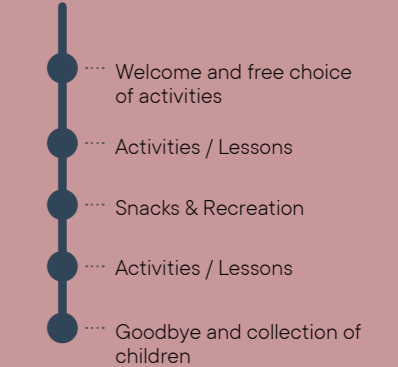 Welcome and free choice
of activities
Activities / Lessons
Snacks & Recreation
Activities / Lessons
Goodbye and collection of
children